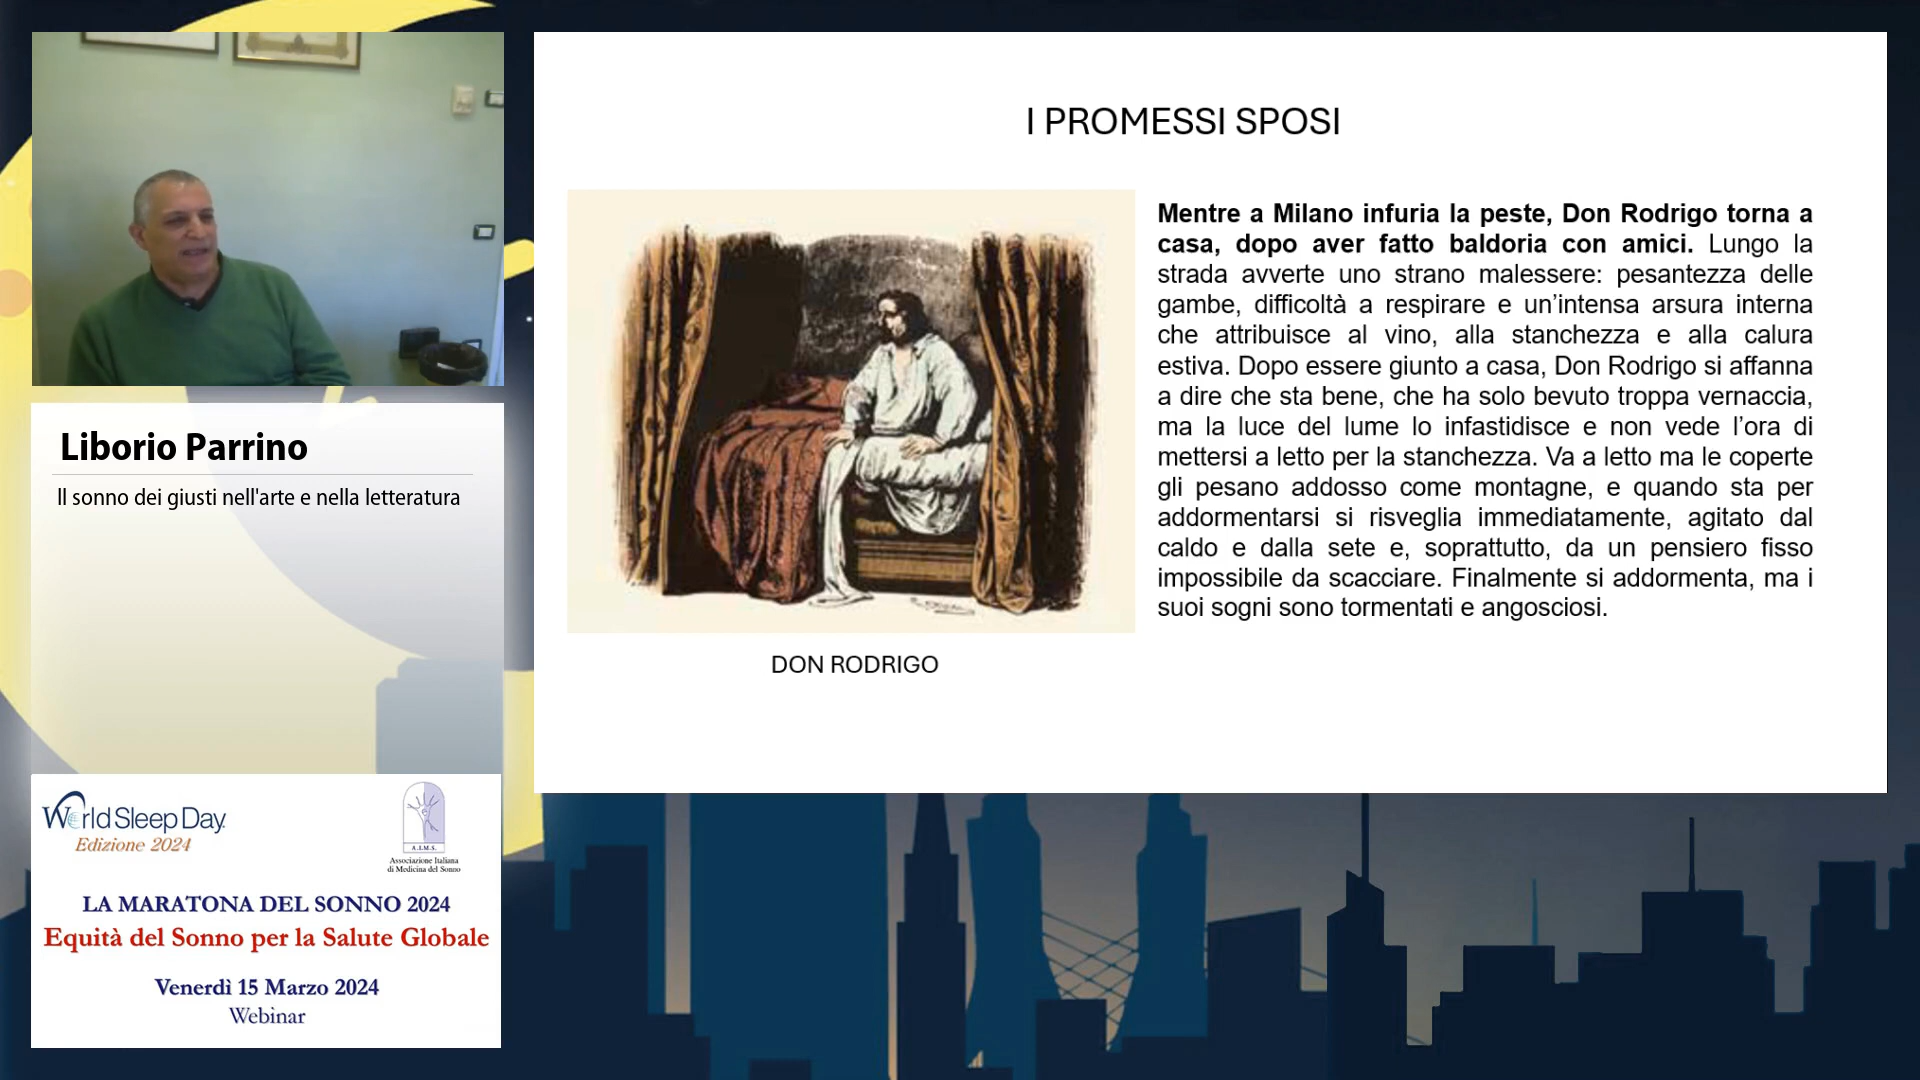 Liborio Parrino
Il sonno dei giusti nell'arte e nella letteratura
World Sleep Day
Edizione 2024
A.I.M.S.
Associazione Italiana
di Medicina del Sonno
LA MARATONA DEL SONNO 2024
Equità del Sonno per la Salute Globale
Venerdì 15 Marzo 2024
Webinar
I PROMESSI SPOSI
Mentre a Milano infuria la peste, Don Rodrigo torna a
casa, dopo aver fatto baldoria con amici. Lungo la
strada avverte uno strano malessere: pesantezza delle
gambe, difficoltà a respirare e un’intensa arsura interna
che attribuisce al vino, alla stanchezza e alla calura
estiva. Dopo essere giunto a casa, Don Rodrigo si affanna
a dire che sta bene, che ha solo bevuto troppa vernaccia,
ma la luce del lume lo infastidisce e non vede l’ora di
mettersi a letto per la stanchezza. Va a letto ma le coperte
gli pesano addosso come montagne, e quando sta per
addormentarsi si risveglia immediatamente, agitato dal
caldo e dalla sete e, soprattutto, da un pensiero fisso
impossibile da scacciare. Finalmente si addormenta, ma i
suoi sogni sono tormentati e angosciosi.
DON RODRIGO